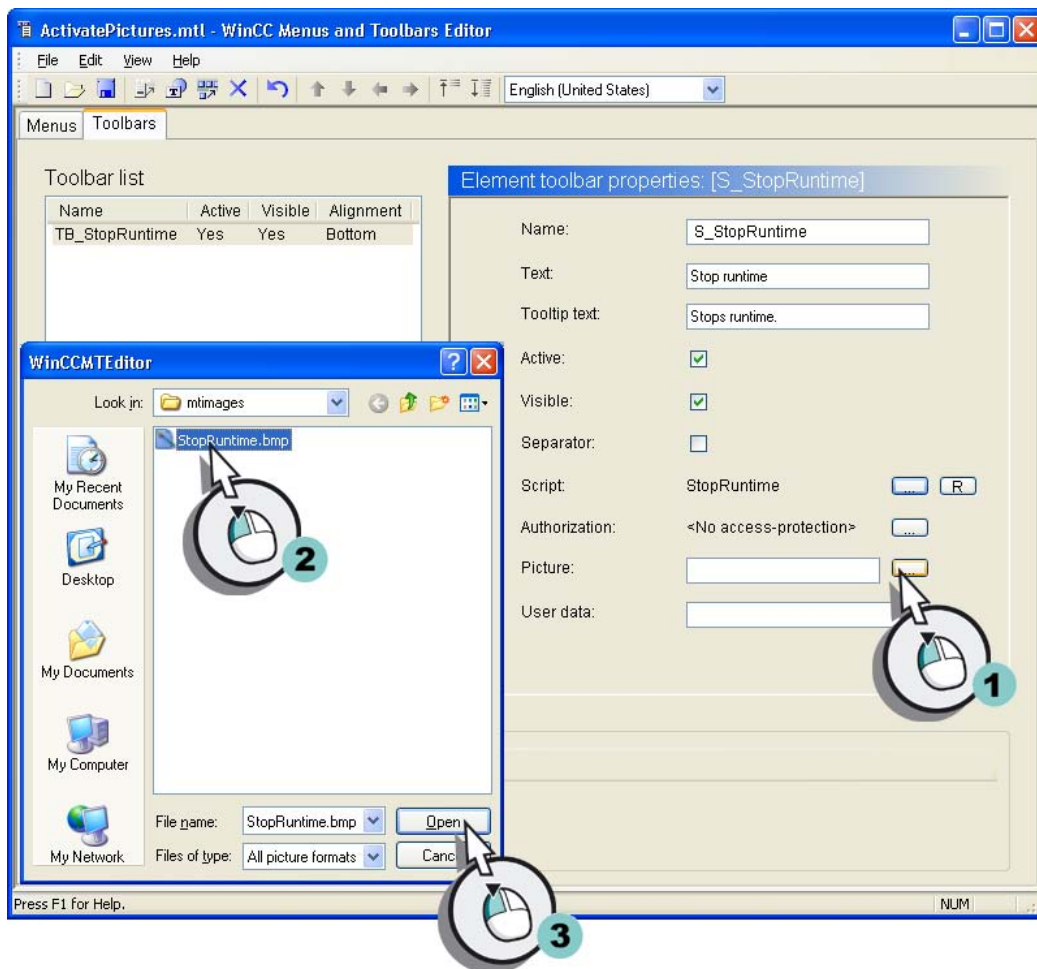 ActivatePictures.mtl - WinCC Menus and Toolbars Editor
File Edit View Help
English (United States)
Menus Toolbars
Toolbar list
Name Active Visible Alignment
TB_StopRuntime Yes Yes Bottom
Element toolbar properties: [S_StopRuntime]
Name: S_StopRuntime
Text: Stop runtime
Tooltip text: Stops runtime.
Active:
Visible:
Separator:
Script: StopRuntime ... R
Authorization: <No access-protection> ...
Picture: ...
User data:
1
WinCCMTEditor
Look in: mtimages
StopRuntime.bmp
2
My Recent
Documents
Desktop
My Documents
My Computer
My Network
File name: StopRuntime.bmp Open
Files of type: All picture formats Canc
3
Press F1 for Help. NUM